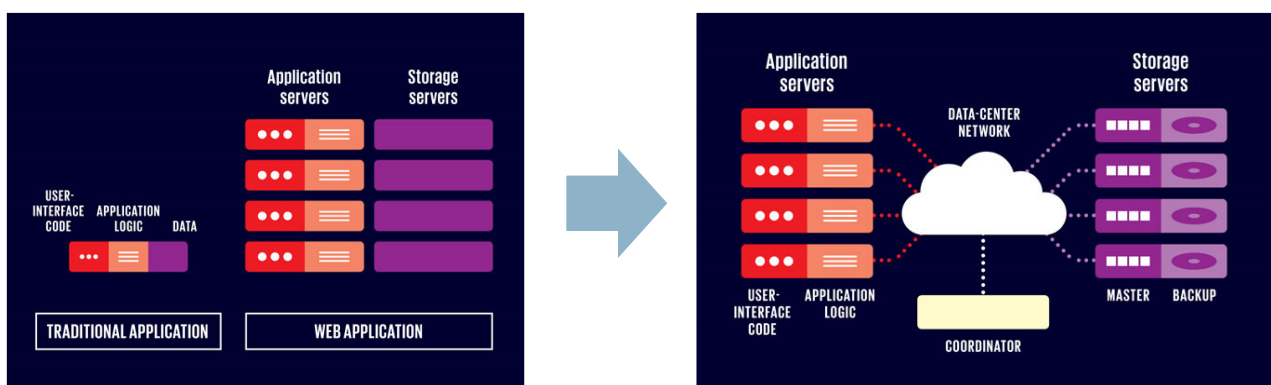 Application
servers
Storage
servers
USER-
INTERFACE
CODE
APPLICATION
LOGIC
DATA
TRADITIONAL APPLICATION
WEB APPLICATION
Application
servers
Storage
servers
DATA-CENTER
NETWORK
USER-
INTERFACE
CODE
APPLICATION
LOGIC
MASTER
BACKUP
COORDINATOR